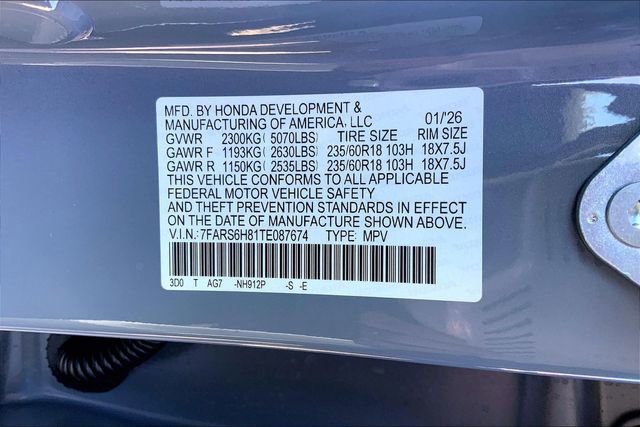 MFD. BY HONDA DEVELOPMENT &
MANUFACTURING OF AMERICA, LLC 01/'26
GVWR 2300KG( 5070LBS) TIRE SIZE RIM SIZE
GAWR F 1193KG( 2630LBS) 235/60R18 103H 18X7.5J
GAWR R 1150KG( 2535LBS) 235/60R18 103H 18X7.5J
THIS VEHICLE CONFORMS TO ALL APPLICABLE
FEDERAL MOTOR VEHICLE SAFETY
AND THEFT PREVENTION STANDARDS IN EFFECT
ON THE DATE OF MANUFACTURE SHOWN ABOVE.
V.I.N.: 7FARS6H81TE087674 TYPE: MPV
3D0 T AG7 -NH912P -S -E